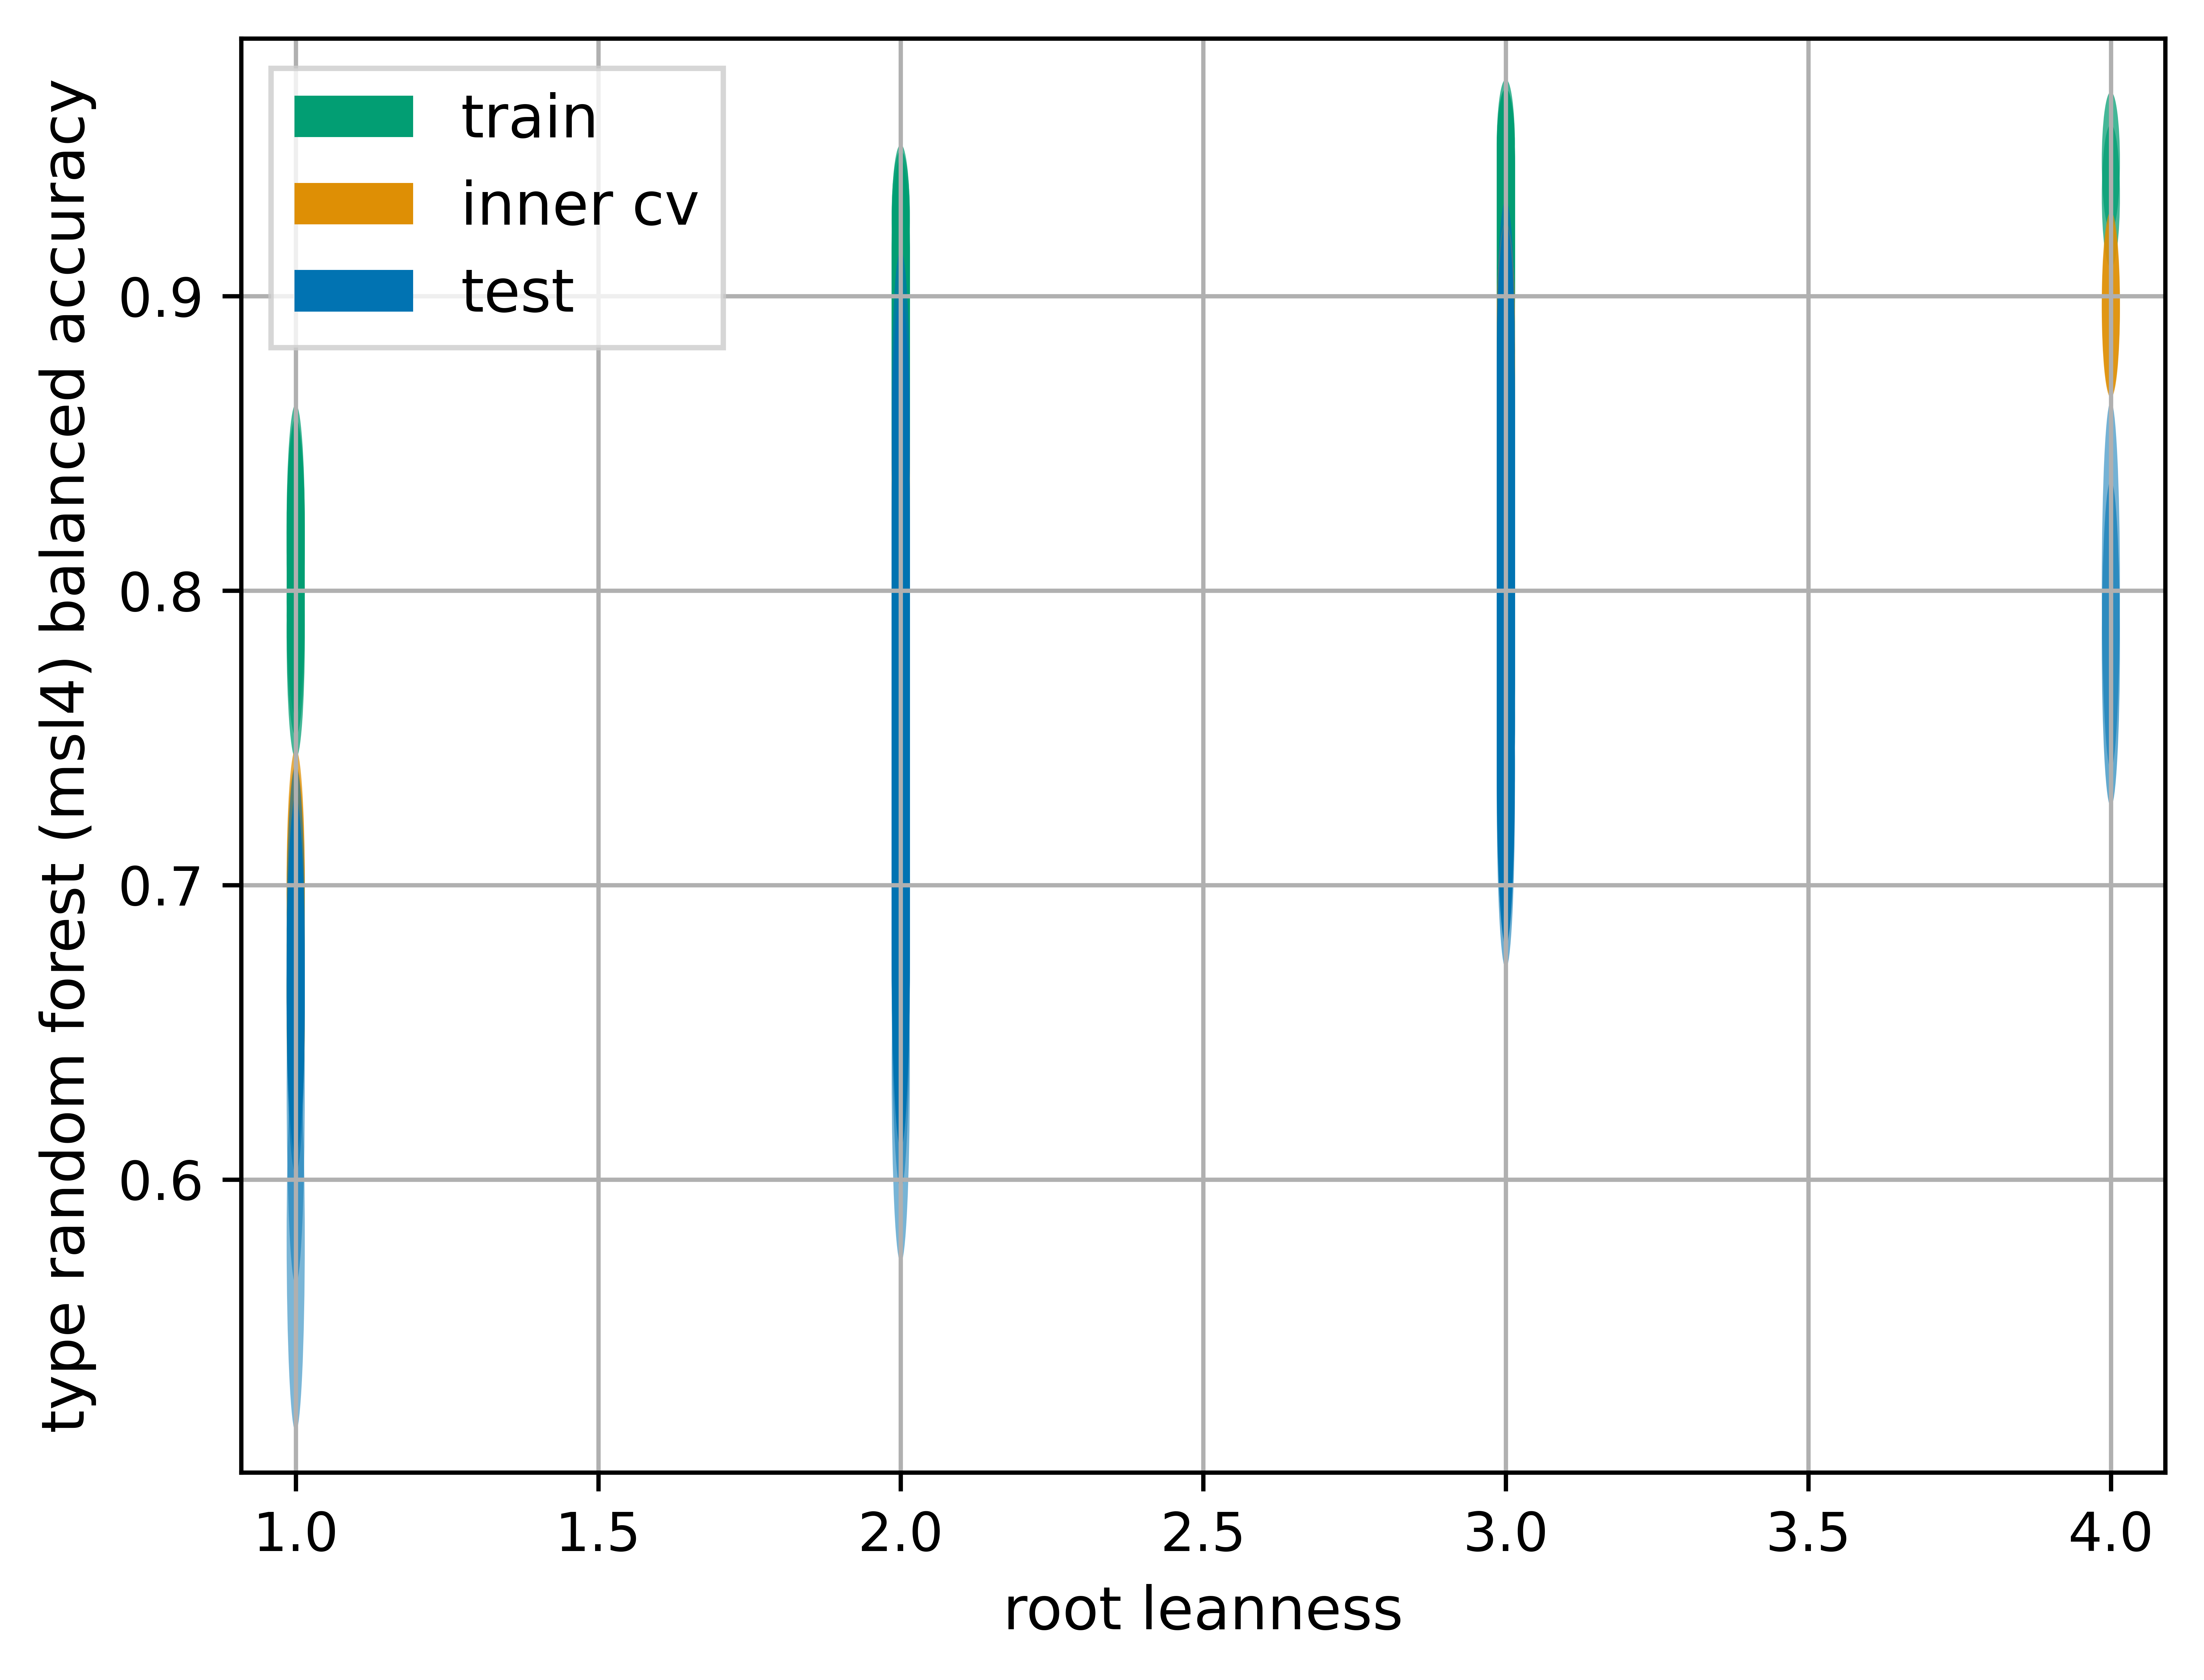 type random forest (msl4) balanced accuracy
train
inner cv
test
0.9
0.8
0.7
0.6
1.0 1.5 2.0 2.5 3.0 3.5 4.0
root leanness